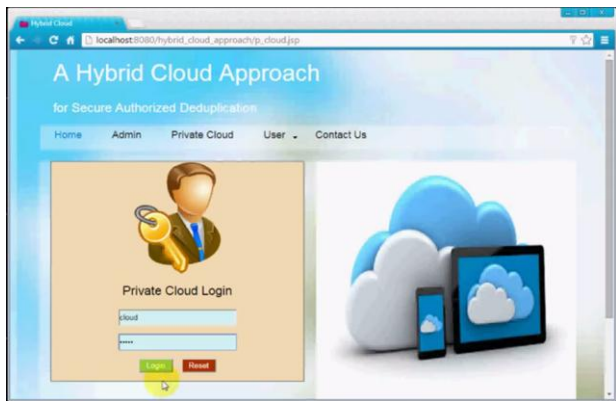 Hybrid Cloud
localhost:8080/hybrid_cloud_approach/p_cloud.jsp
A Hybrid Cloud Approach
for Secure Authorized Deduplication
Home Admin Private Cloud User Contact Us
Private Cloud Login
cloud
•••••
Login Reset